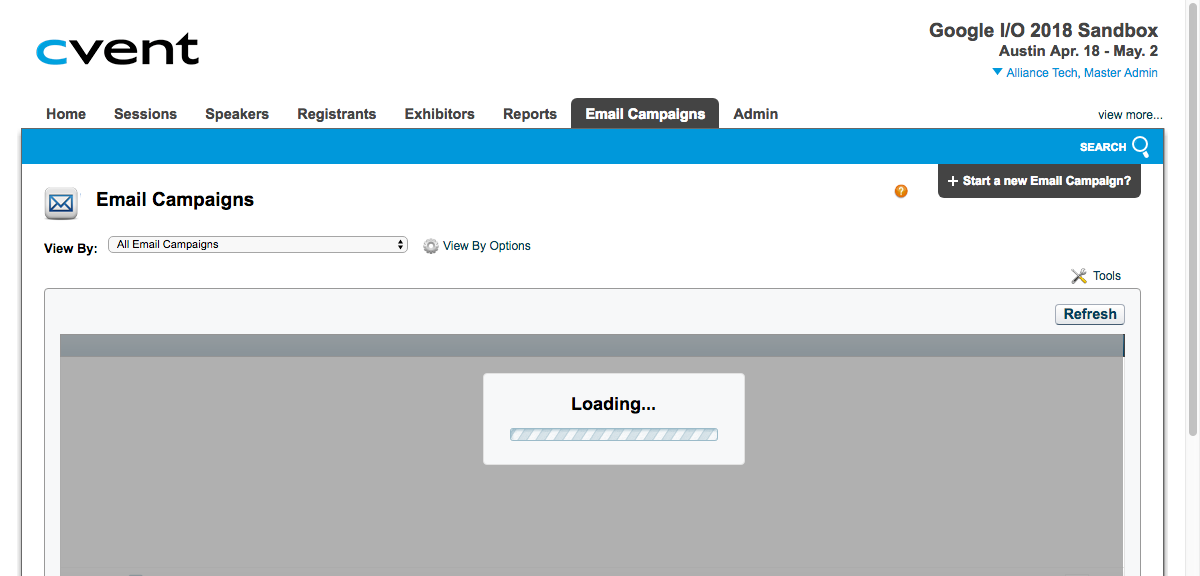 cvent
Google I/O 2018 Sandbox
Austin Apr. 18 - May. 2
Alliance Tech, Master Admin
Home Sessions Speakers Registrants Exhibitors Reports Email Campaigns Admin view more...
SEARCH
+ Start a new Email Campaign?
Email Campaigns
?
View By: All Email Campaigns View By Options
Tools
Refresh
Loading...